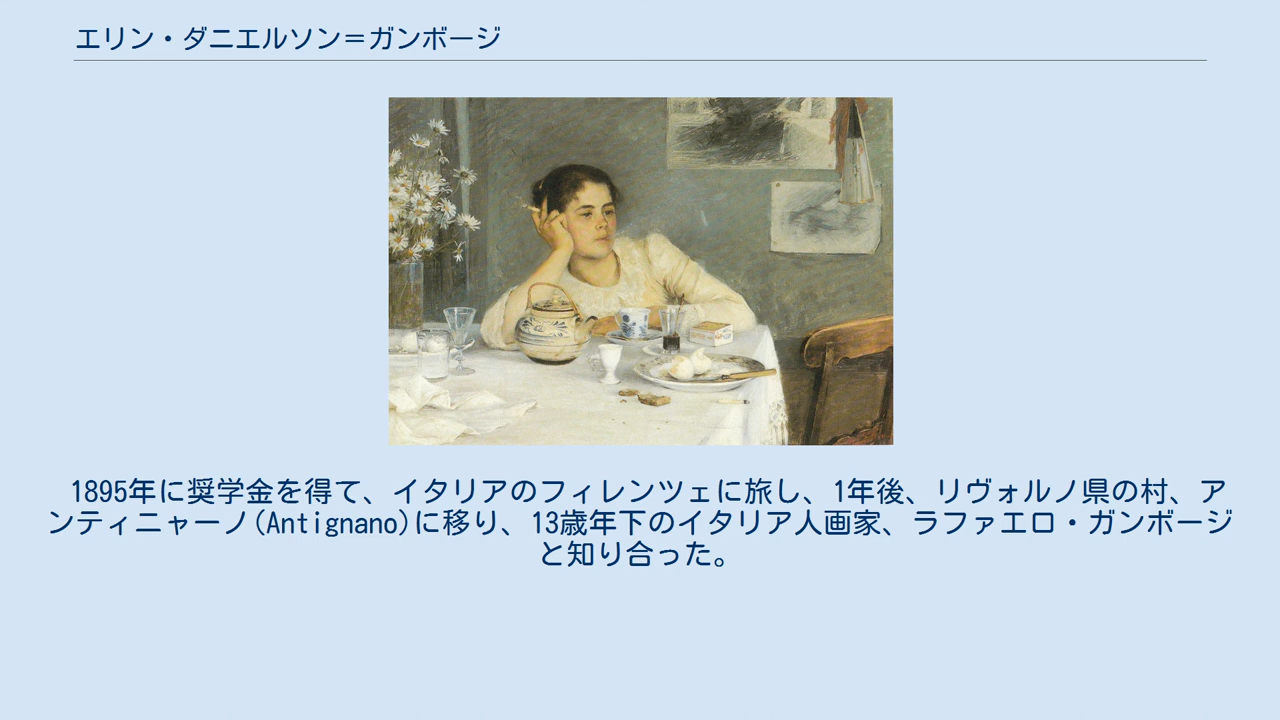 エリン・ダニエルソン＝ガンボージ
1895年に奨学金を得て、イタリアのフィレンツェに旅し、1年後、リヴォルノ県の村、ア
ンティニャーノ(Antignano)に移り、13歳年下のイタリア人画家、ラファエロ・ガンボージ
と知り合った。